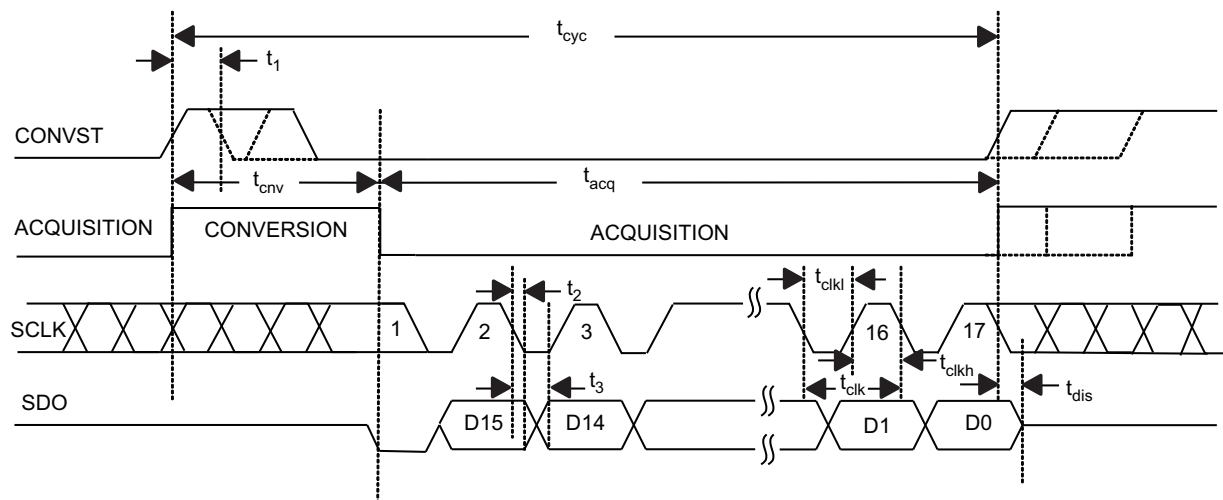 tcyc
t1
CONVST
tcnv
tacq
ACQUISITION
CONVERSION
ACQUISITION
tclkl
t2
SCLK
1
2
3
16
17
t3
tclk
tclkh
tdis
SDO
D15
D14
D1
D0